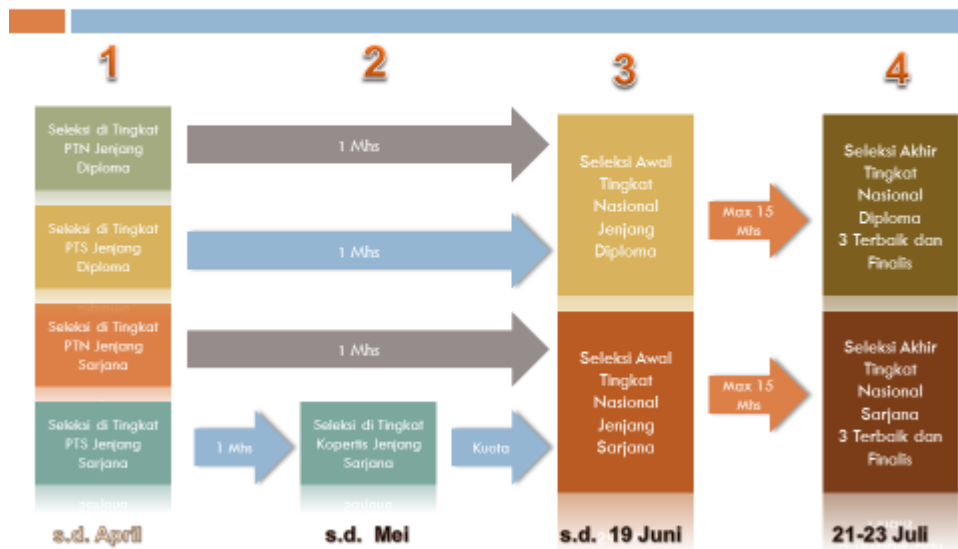 1
2
3
4
Seleksi di Tingkat
PTN Jenjang
Diploma
1 Mhs
Seleksi di Tingkat
PTS Jenjang
Diploma
1 Mhs
Seleksi di Tingkat
PTN Jenjang
Sarjana
1 Mhs
Seleksi di Tingkat
PTS Jenjang
Sarjana
1 Mhs
Seleksi di Tingkat
Kopertis Jenjang
Sarjana
Kuota
Seleksi Awal
Tingkat
Nasional
Jenjang
Diploma
Max 15
Mhs
Seleksi Akhir
Tingkat
Nasional
Diploma
3 Terbaik dan
Finalis
Seleksi Awal
Tingkat
Nasional
Jenjang
Sarjana
Max 15
Mhs
Seleksi Akhir
Tingkat
Nasional
Sarjana
3 Terbaik dan
Finalis
s.d. April
s.d. Mei
s.d. 19 Juni
21-23 Juli